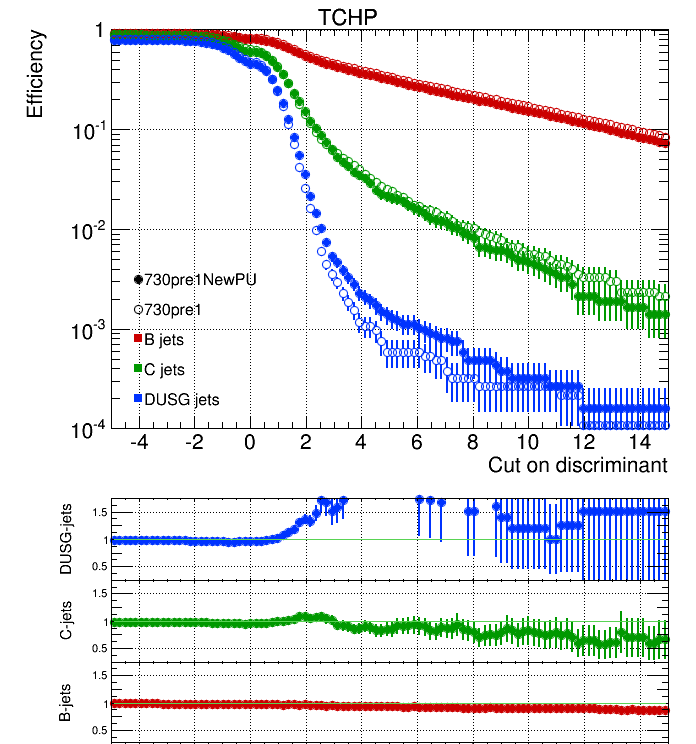 TCHP
Efficiency
1
10^-1
10^-2
10^-3
10^-4
730pre1NewPU
730pre1
B jets
C jets
DUSG jets
-4 -2 0 2 4 6 8 10 12 14
Cut on discriminant
DUSG-jets
1.5
1
0.5
C-jets
1.5
1
0.5
B-jets
1.5
1
0.5